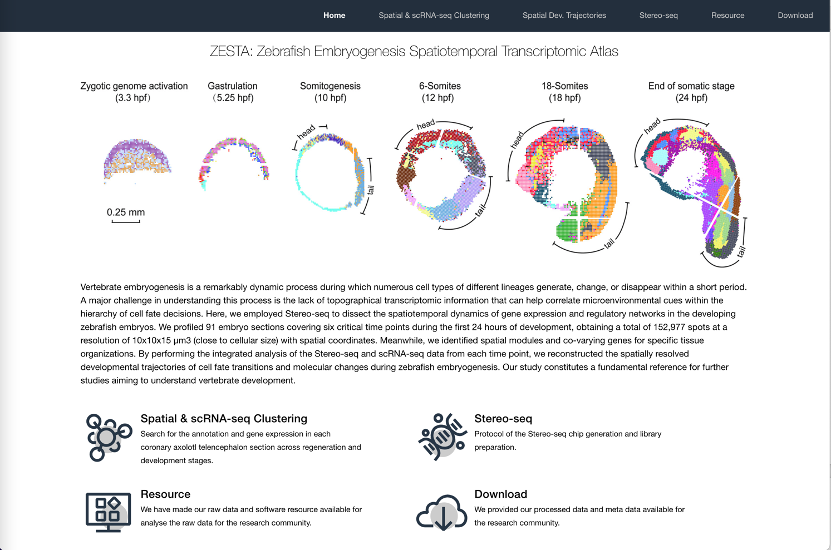 Home Spatial & scRNA-seq Clustering Spatial Dev. Trajectories Stereo-seq Resource Download
ZESTA: Zebrafish Embryogenesis Spatiotemporal Transcriptomic Atlas
Zygotic genome activation
(3.3 hpf)
Gastrulation
(5.25 hpf)
Somitogenesis
(10 hpf)
6-Somites
(12 hpf)
18-Somites
(18 hpf)
End of somatic stage
(24 hpf)
head
tail
head
tail
head
tail
head
tail
0.25 mm
Vertebrate embryogenesis is a remarkably dynamic process during which numerous cell types of different lineages generate, change, or disappear within a short period.
A major challenge in understanding this process is the lack of topographical transcriptomic information that can help correlate microenvironmental cues within the
hierarchy of cell fate decisions. Here, we employed Stereo-seq to dissect the spatiotemporal dynamics of gene expression and regulatory networks in the developing
zebrafish embryos. We profiled 91 embryo sections covering six critical time points during the first 24 hours of development, obtaining a total of 152,977 spots at a
resolution of 10x10x15 μm3 (close to cellular size) with spatial coordinates. Meanwhile, we identified spatial modules and co-varying genes for specific tissue
organizations. By performing the integrated analysis of the Stereo-seq and scRNA-seq data from each time point, we reconstructed the spatially resolved
developmental trajectories of cell fate transitions and molecular changes during zebrafish embryogenesis. Our study constitutes a fundamental reference for further
studies aiming to understand vertebrate development.
Spatial & scRNA-seq Clustering
Search for the annotation and gene expression in each
coronary axolotl telencephalon section across regeneration and
development stages.
Stereo-seq
Protocol of the Stereo-seq chip generation and library
preparation.
Resource
We have made our raw data and software resource available for
analyse the raw data for the research community.
Download
We provided our processed data and meta data available for
the research community.